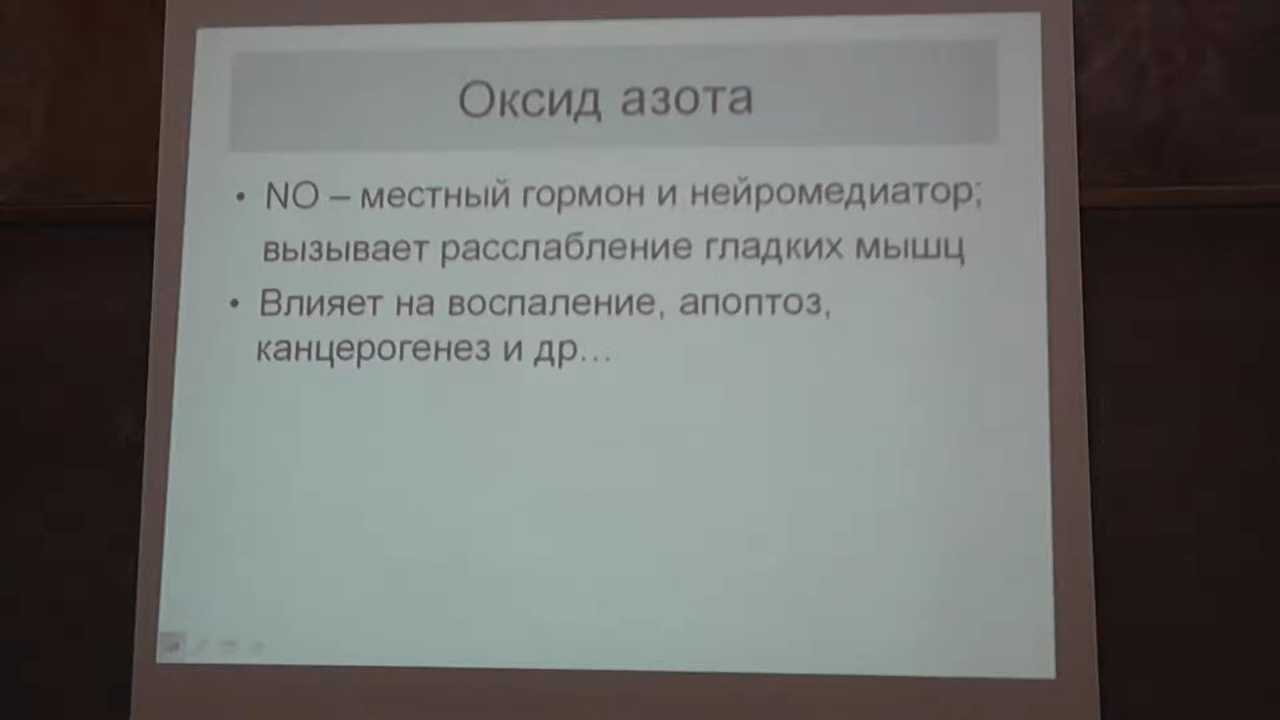 Оксид азота
• NO – местный гормон и нейромедиатор;
вызывает расслабление гладких мышц
• Влияет на воспаление, апоптоз,
канцерогенез и др...